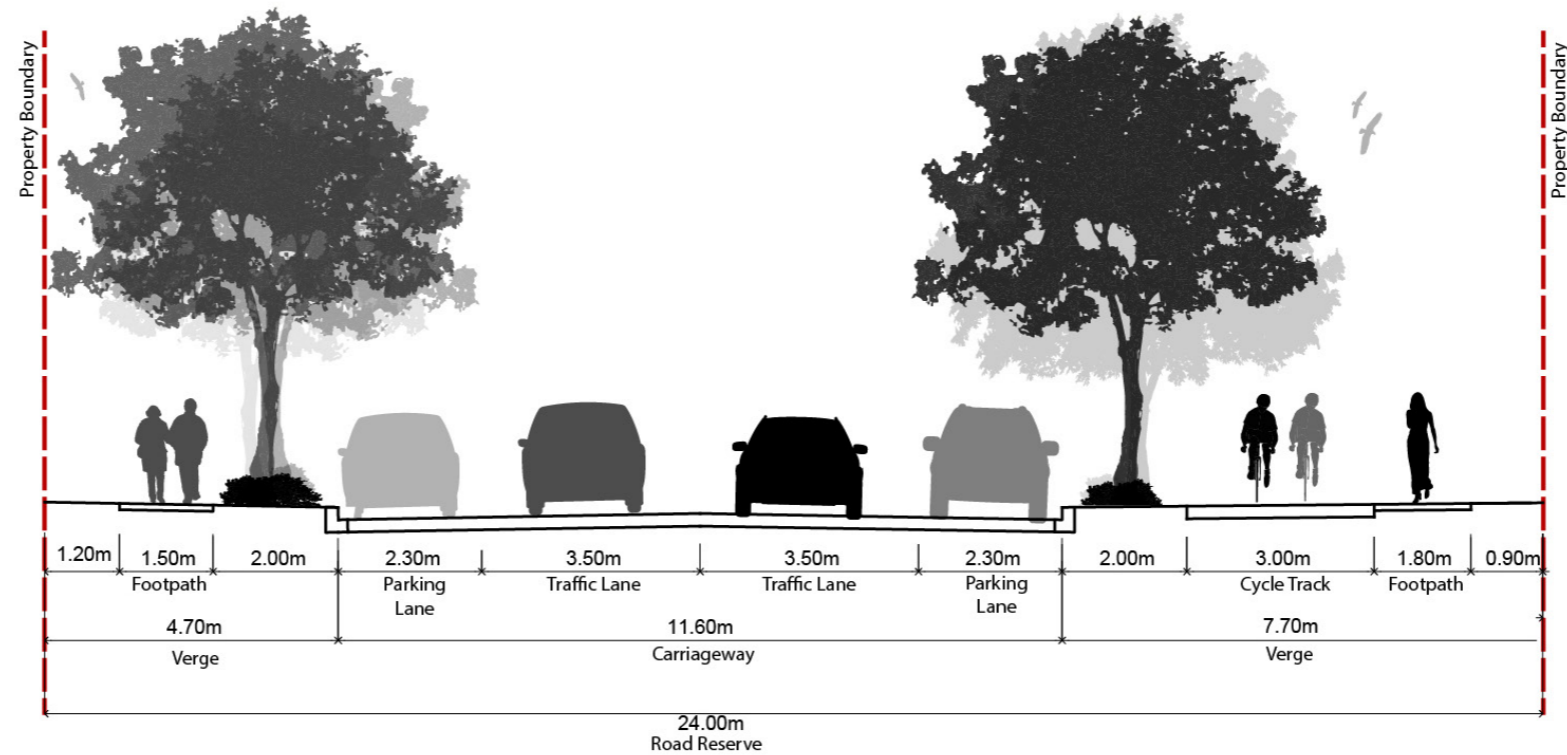 Property Boundary
Property Boundary
1.20m 1.50m 2.00m 2.30m 3.50m 3.50m 2.30m 2.00m 3.00m 1.80m 0.90m
Footpath Parking Traffic Lane Traffic Lane Parking Cycle Track Footpath
Lane Lane
4.70m 11.60m 7.70m
Verge Carriageway Verge
24.00m
Road Reserve